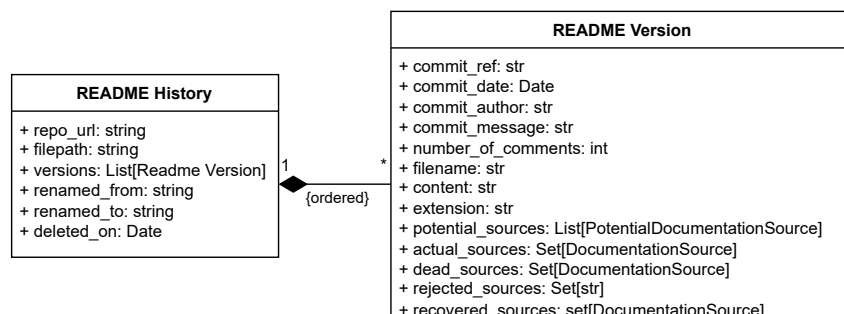 README History
+ repo_url: string
+ filepath: string
+ versions: List[Readme Version]
+ renamed_from: string
+ renamed_to: string
+ deleted_on: Date
1
*
{ordered}
README Version
+ commit_ref: str
+ commit_date: Date
+ commit_author: str
+ commit_message: str
+ number_of_comments: int
+ filename: str
+ content: str
+ extension: str
+ potential_sources: List[PotentialDocumentationSource]
+ actual_sources: Set[DocumentationSource]
+ dead_sources: Set[DocumentationSource]
+ rejected_sources: Set[str]
+ recovered_sources: set[DocumentationSource]